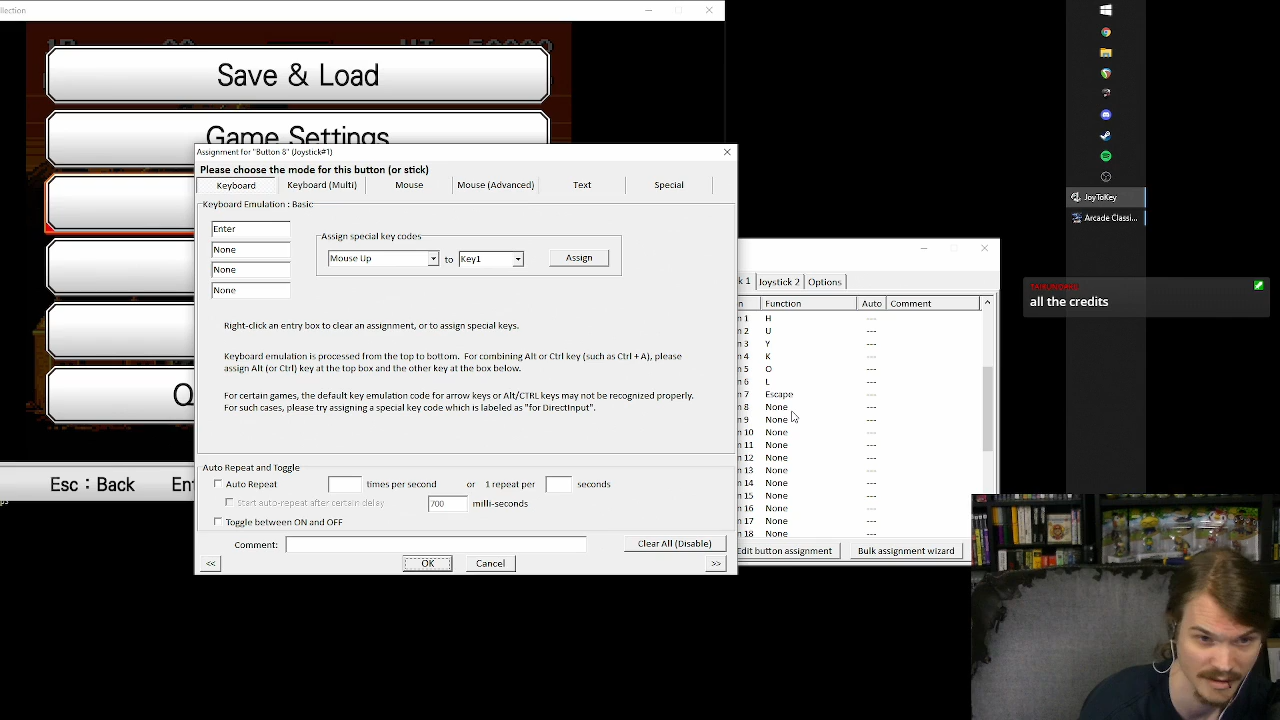 llection
Save & Load
Game Settings
Esc : Back
Assignment for "Button 8" (Joystick#1)
Please choose the mode for this button (or stick)
Keyboard
Keyboard (Multi)
Mouse
Mouse (Advanced)
Text
Special
Keyboard Emulation : Basic
Enter
None
None
None
Assign special key codes
Mouse Up
to
Key1
Assign
Right-click an entry box to clear an assignment, or to assign special keys.
Keyboard emulation is processed from the top to bottom. For combining Alt or Ctrl key (such as Ctrl + A), please
assign Alt (or Ctrl) key at the top box and the other key at the box below.
For certain games, the default key emulation code for arrow keys or Alt/CTRL keys may not be recognized properly.
For such cases, please try assigning a special key code which is labeled as "for DirectInput".
Auto Repeat and Toggle
Auto Repeat
times per second or 1 repeat per
seconds
Start auto-repeat after certain delay
700
milli-seconds
Toggle between ON and OFF
Comment:
Clear All (Disable)
<<
OK
Cancel
>>
k 1
Joystick 2
Options
n
Function
Auto
Comment
n 1 H ---
n 2 U ---
n 3 Y ---
n 4 K ---
n 5 O ---
n 6 L ---
n 7 Escape ---
n 8 None ---
n 9 None ---
n 10 None ---
n 11 None ---
n 12 None ---
n 13 None ---
n 14 None ---
n 15 None ---
n 16 None ---
n 17 None ---
n 18 None ---
Edit button assignment
Bulk assignment wizard
JoyToKey
Arcade Classi...
all the credits